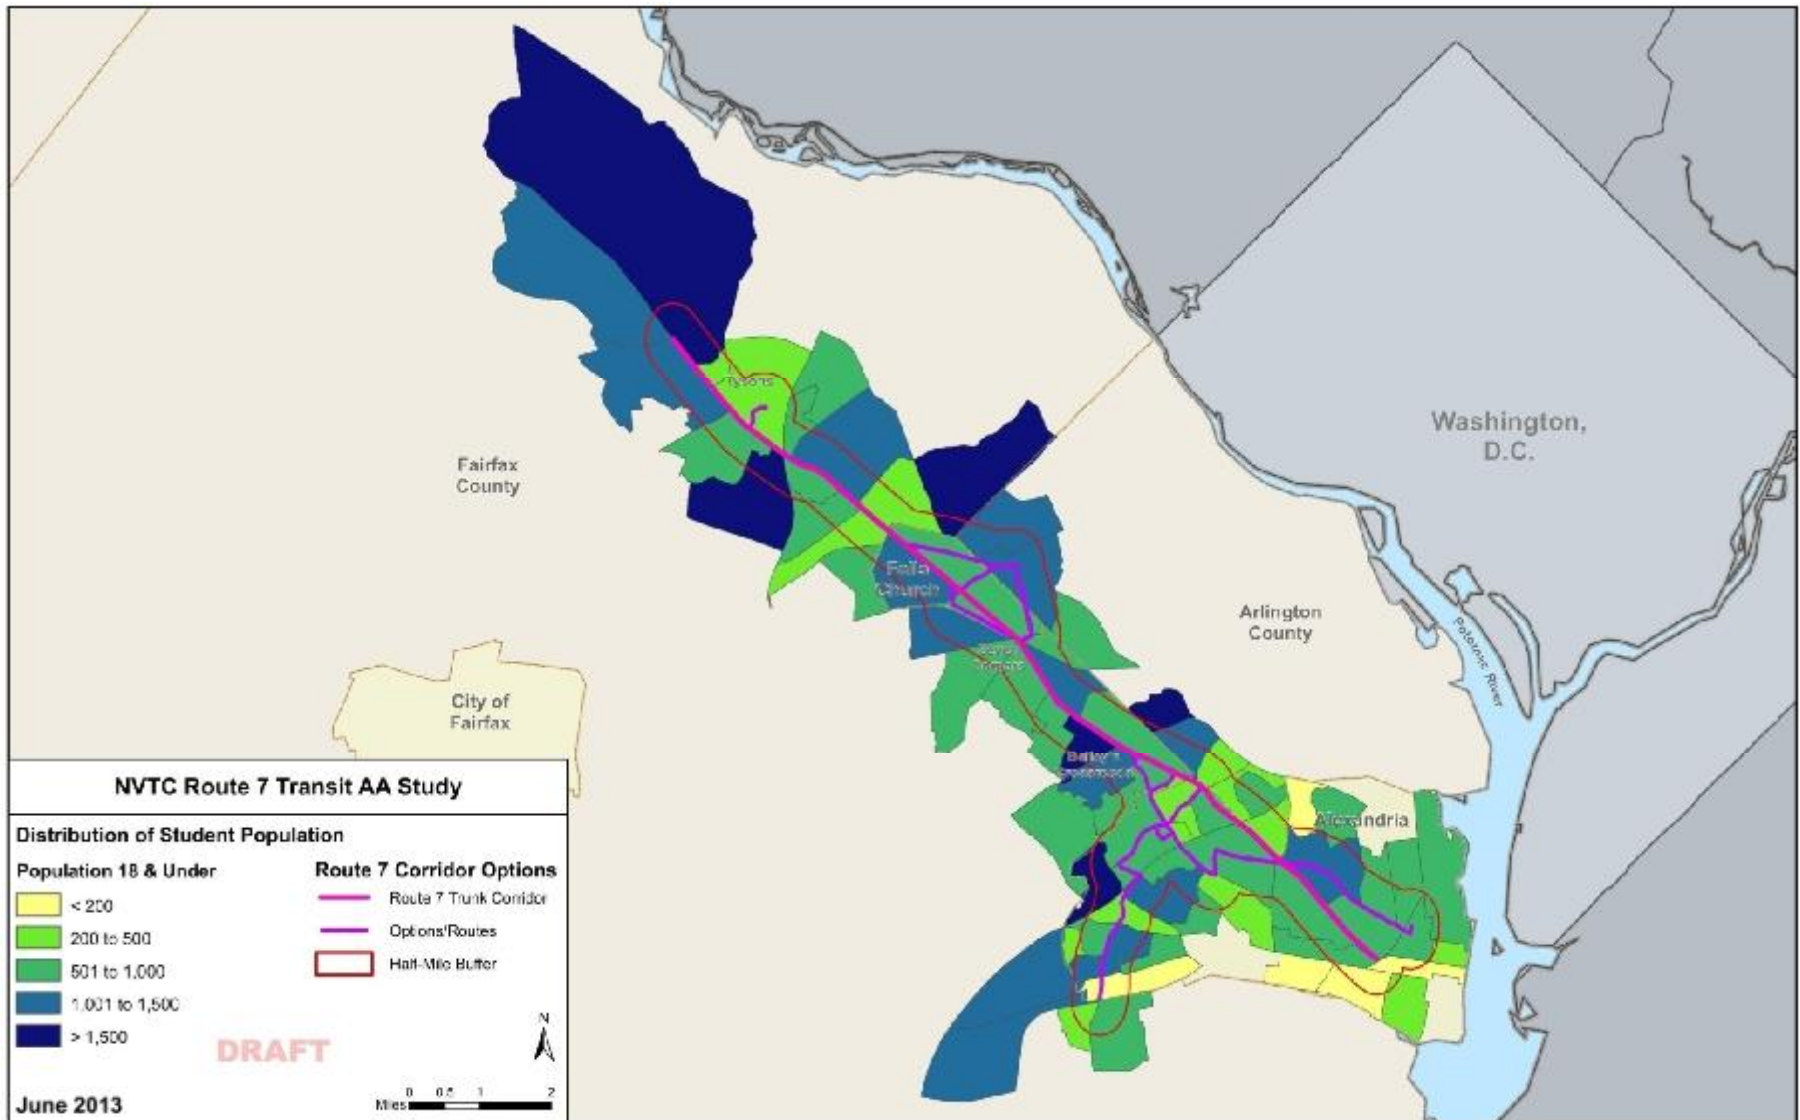 Washington,
D.C.
Tysons
Fairfax
County
Falls
Church
Arlington
County
Potomac River
City of
Fairfax
Alexandria
NVTC Route 7 Transit AA Study
Distribution of Student Population
Population 18 & Under
< 200
200 to 500
501 to 1,000
1,001 to 1,500
> 1,500
Route 7 Corridor Options
Route 7 Trunk Corridor
Options/Routes
Half-Mile Buffer
DRAFT
N
June 2013
Miles
0 0.5 1 2